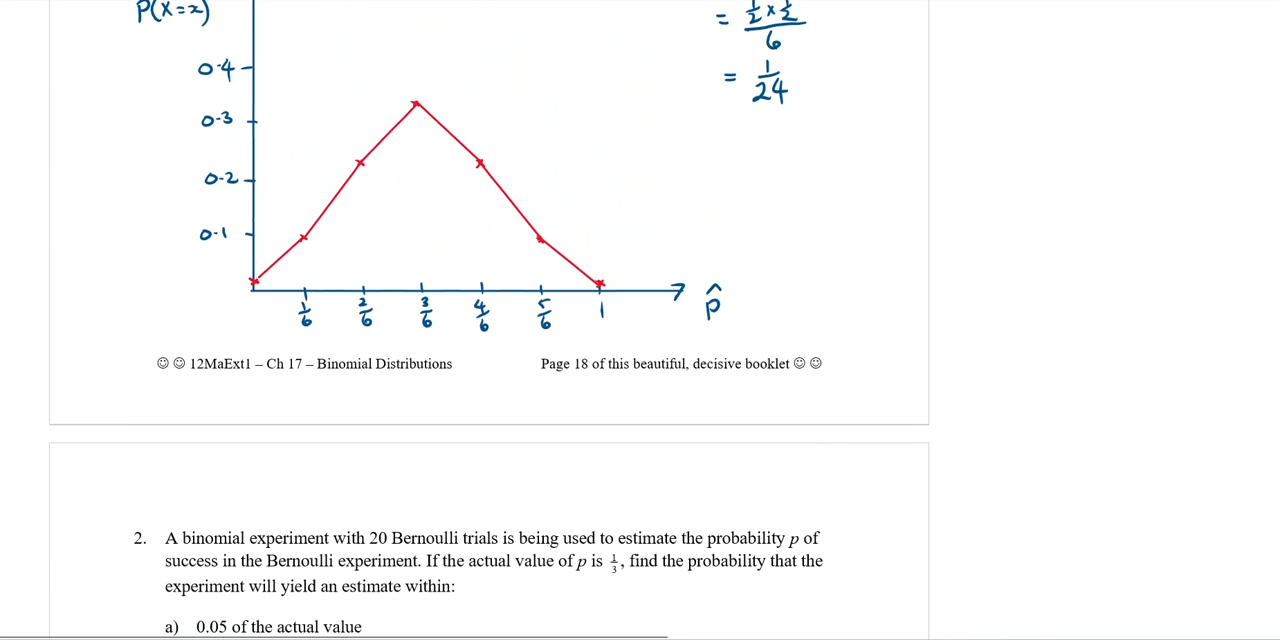 P(X=x)
= 1/2 × 1/2 / 6
= 1/24
0.4
0.3
0.2
0.1
1/6 2/6 3/6 4/6 5/6 1 p̂
☺ ☺ 12MaExt1 – Ch 17 – Binomial Distributions Page 18 of this beautiful, decisive booklet ☺ ☺
2. A binomial experiment with 20 Bernoulli trials is being used to estimate the probability p of
success in the Bernoulli experiment. If the actual value of p is 1/3, find the probability that the
experiment will yield an estimate within:
a) 0.05 of the actual value